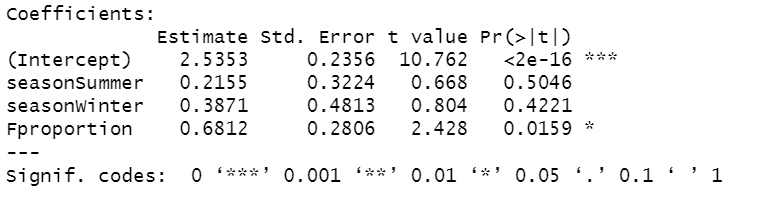 Coefficients:
Estimate Std. Error t value Pr(>|t|)
(Intercept) 2.5353 0.2356 10.762 <2e-16 ***
seasonSummer 0.2155 0.3224 0.668 0.5046
seasonWinter 0.3871 0.4813 0.804 0.4221
Fproportion 0.6812 0.2806 2.428 0.0159 *
---
Signif. codes: 0 ‘***’ 0.001 ‘**’ 0.01 ‘*’ 0.05 ‘.’ 0.1 ‘ ’ 1